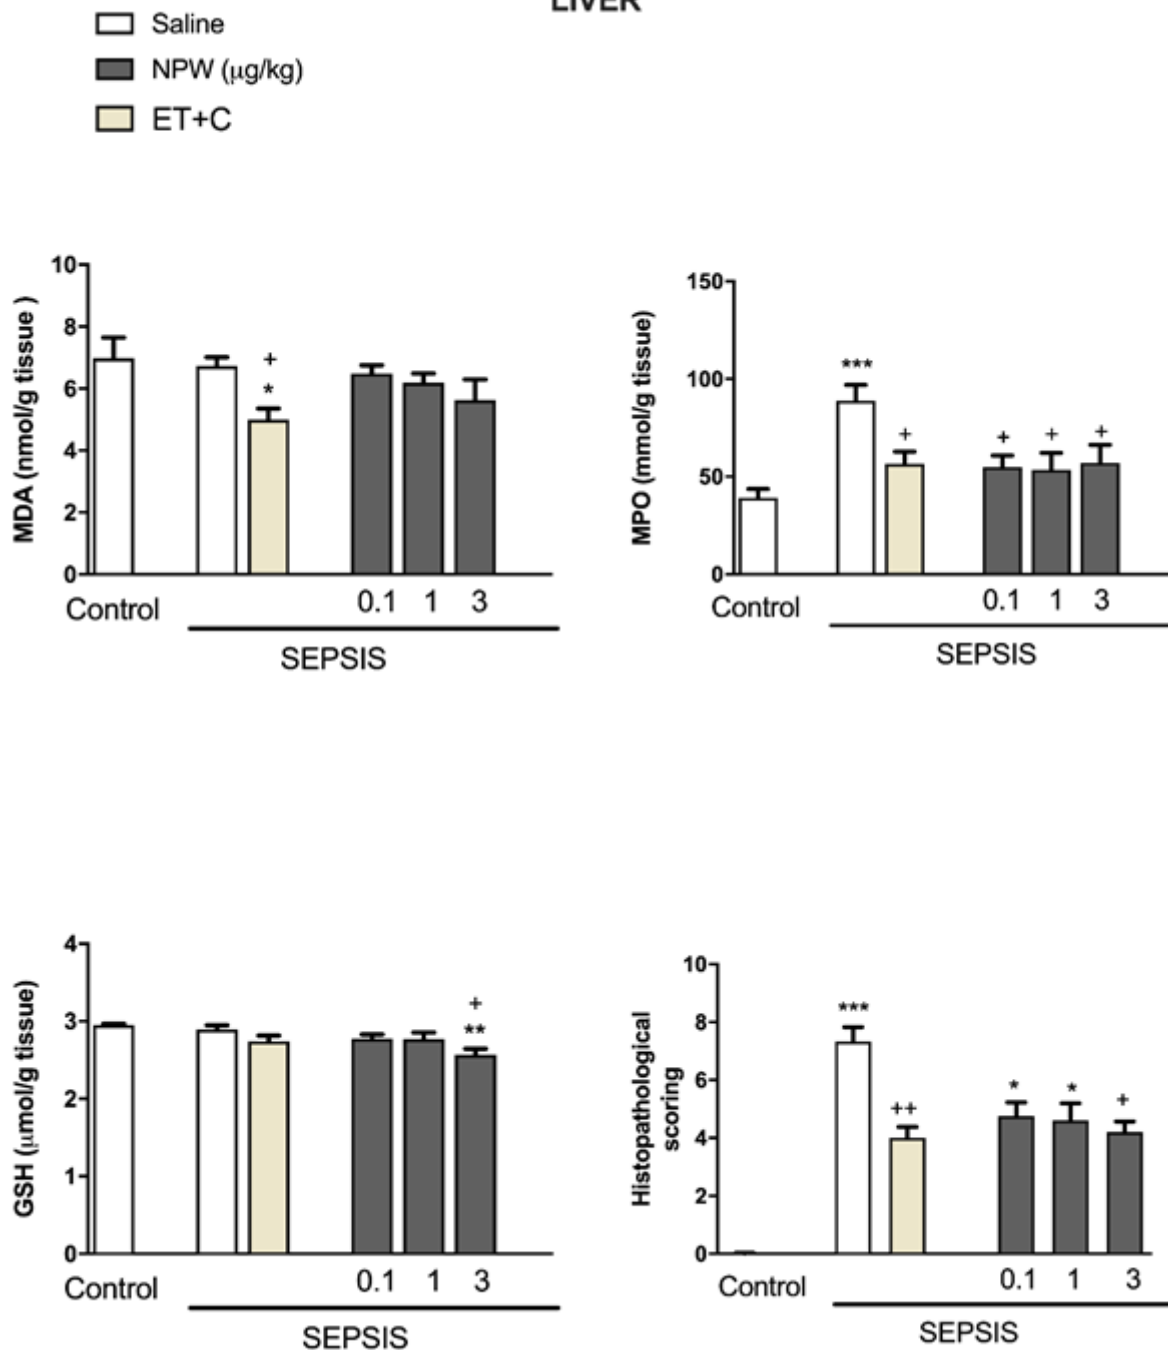 LIVER
Saline
NPW (μg/kg)
ET+C
MDA (nmol/g tissue )
10
8
6
4
2
0
+
*
Control
0.1 1 3
SEPSIS
MPO (mmol/g tissue)
150
100
50
0
***
+
+
+
+
Control
0.1 1 3
SEPSIS
GSH (μmol/g tissue)
4
3
2
1
0
+
**
Control
0.1 1 3
SEPSIS
Histopathological
scoring
10
8
6
4
2
0
***
++
*
*
+
Control
0.1 1 3
SEPSIS